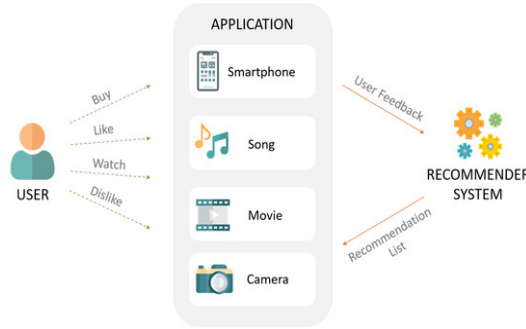 APPLICATION
Smartphone
Song
Movie
Camera
Buy
Like
Watch
Dislike
USER
User Feedback
RECOMMENDER
SYSTEM
Recommendation
List